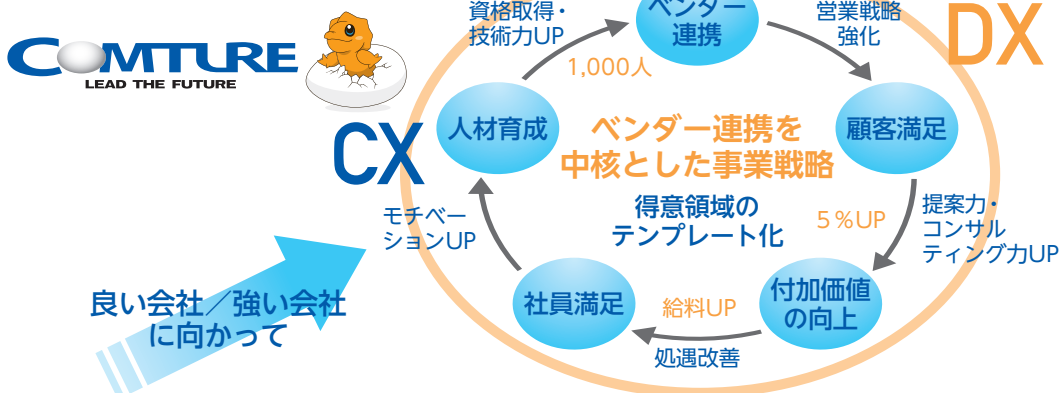 COMTURE
LEAD THE FUTURE
資格取得・
技術力UP
ベンダー
連携
営業戦略
強化
DX
1,000人
人材育成
CX
ベンダー連携を
中核とした事業戦略
顧客満足
得意領域の
テンプレート化
モチベー
ションUP
5%UP
提案力・
コンサル
ティング力UP
良い会社／強い会社
に向かって
社員満足
給料UP
付加価値
の向上
処遇改善